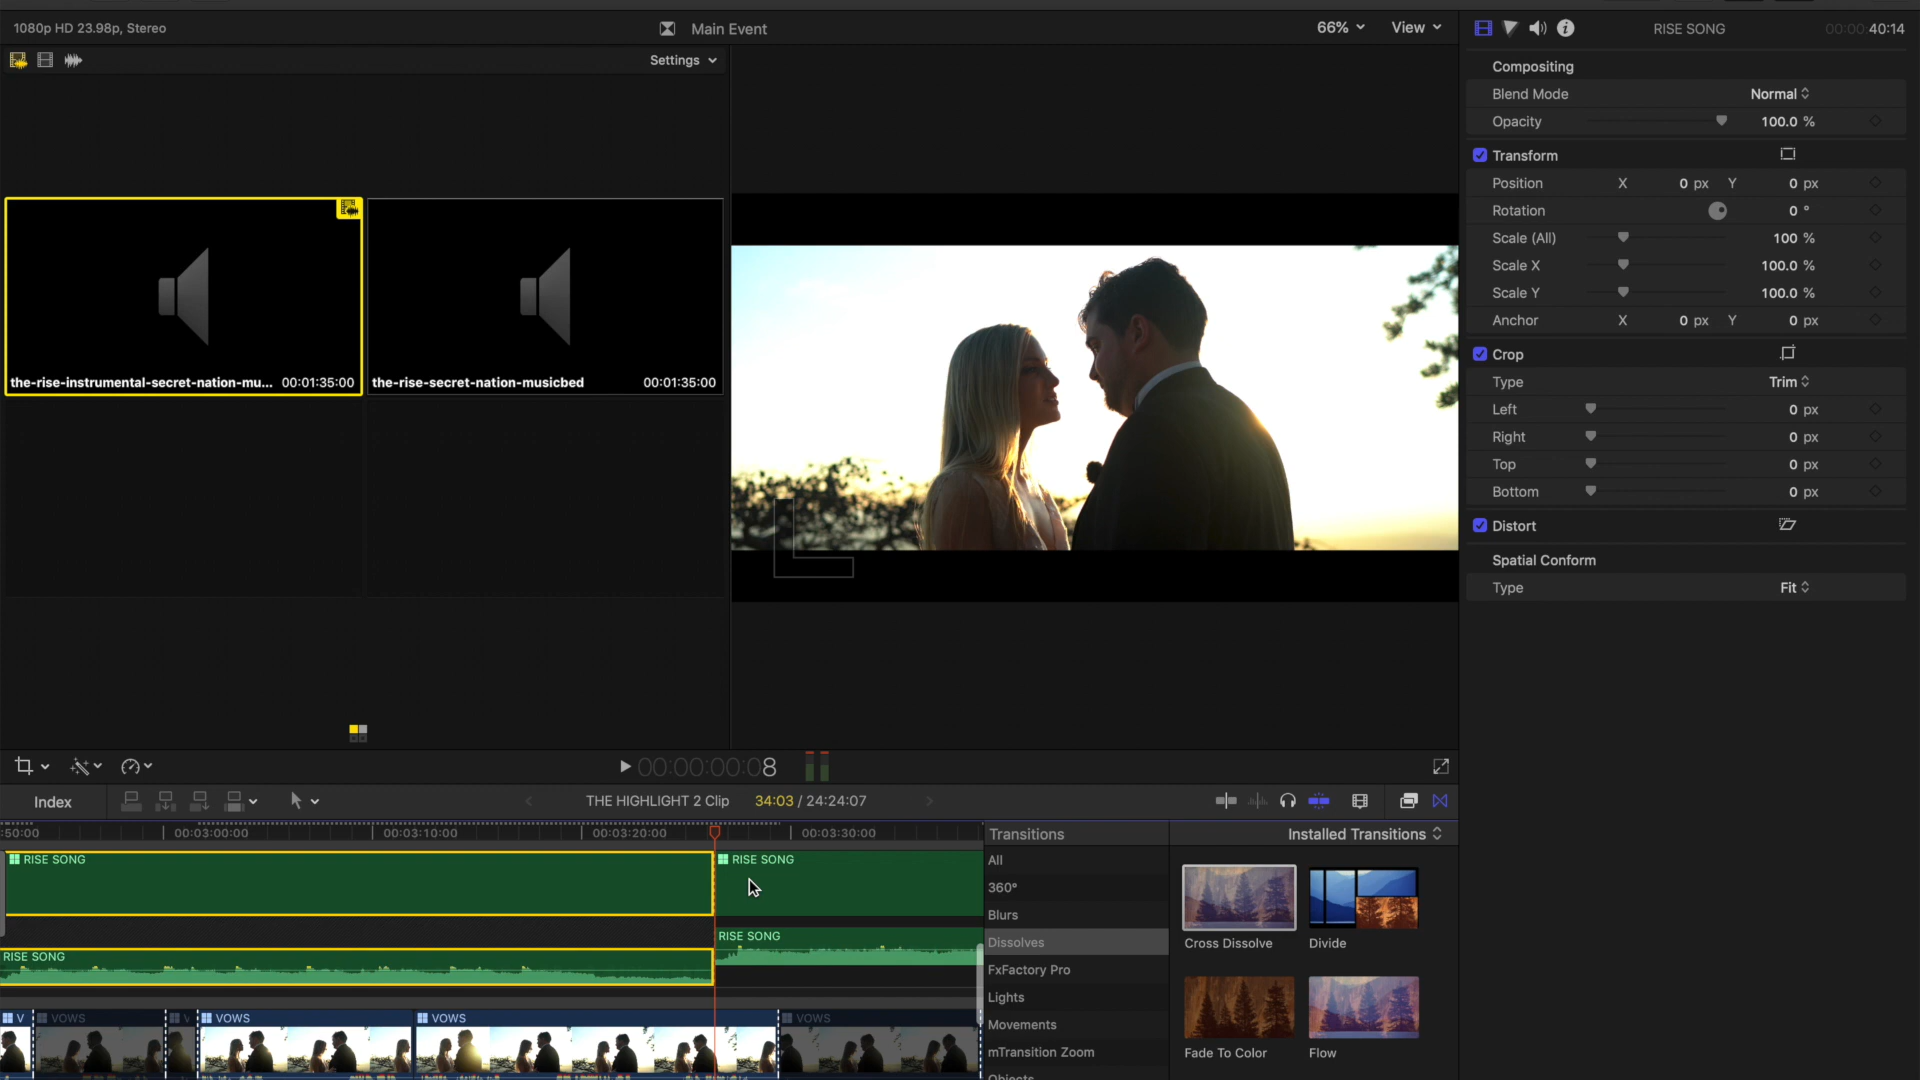 1080p HD 23.98p, Stereo
Main Event
66%
View
RISE SONG
00:00:40:14
Settings
the-rise-instrumental-secret-nation-mu...
00:01:35:00
the-rise-secret-nation-musicbed
00:01:35:00
Compositing
Blend Mode
Normal
Opacity
100.0 %
Transform
Position
X
0 px
Y
0 px
Rotation
0 °
Scale (All)
100 %
Scale X
100.0 %
Scale Y
100.0 %
Anchor
X
0 px
Y
0 px
Crop
Type
Trim
Left
0 px
Right
0 px
Top
0 px
Bottom
0 px
Distort
Spatial Conform
Type
Fit
00:00:00:08
Index
THE HIGHLIGHT 2 Clip
34:03 / 24:24:07
:50:00
00:03:00:00
00:03:10:00
00:03:20:00
00:03:30:00
RISE SONG
RISE SONG
RISE SONG
RISE SONG
V
VOWS
V
VOWS
VOWS
VOWS
Transitions
All
360°
Blurs
Dissolves
FxFactory Pro
Lights
Movements
mTransition Zoom
Objects
Installed Transitions
Cross Dissolve
Divide
Fade To Color
Flow